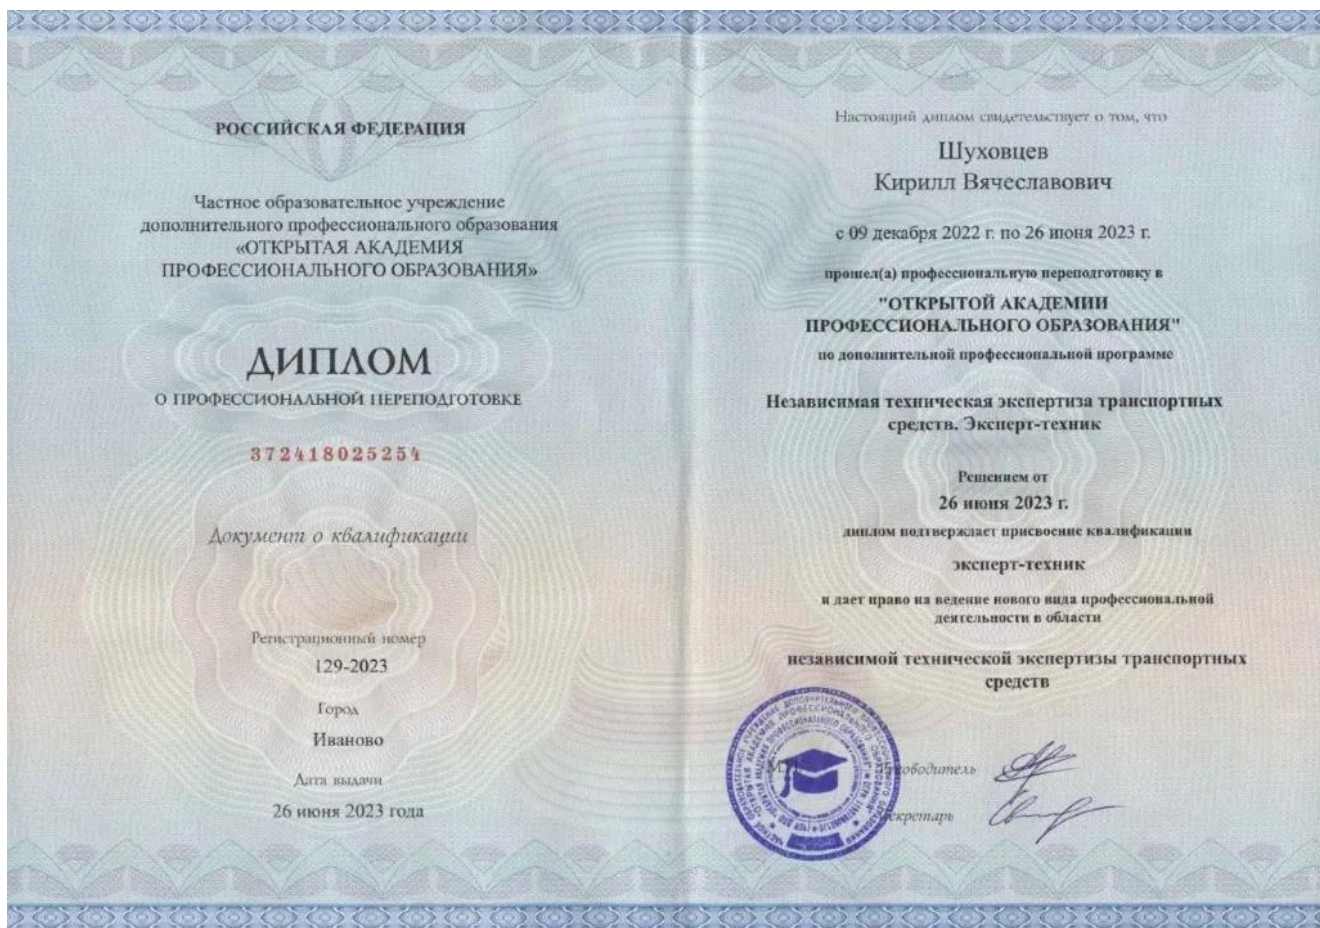 РОССИЙСКАЯ ФЕДЕРАЦИЯ
Частное образовательное учреждение
дополнительного профессионального образования
«ОТКРЫТАЯ АКАДЕМИЯ
ПРОФЕССИОНАЛЬНОГО ОБРАЗОВАНИЯ»
ДИПЛОМ
О ПРОФЕССИОНАЛЬНОЙ ПЕРЕПОДГОТОВКЕ
372418025254
Документ о квалификации
Регистрационный номер
129-2023
Город
Иваново
Дата выдачи
26 июня 2023 года
Настоящий диплом свидетельствует о том, что
Шуховцев
Кирилл Вячеславович
с 09 декабря 2022 г. по 26 июня 2023 г.
прошел(а) профессиональную переподготовку в
"ОТКРЫТОЙ АКАДЕМИИ
ПРОФЕССИОНАЛЬНОГО ОБРАЗОВАНИЯ"
по дополнительной профессиональной программе
Независимая техническая экспертиза транспортных
средств. Эксперт-техник
Решением от
26 июня 2023 г.
диплом подтверждает присвоение квалификации
эксперт-техник
и дает право на ведение нового вида профессиональной
деятельности в области
независимой технической экспертизы транспортных
средств
Руководитель
Секретарь